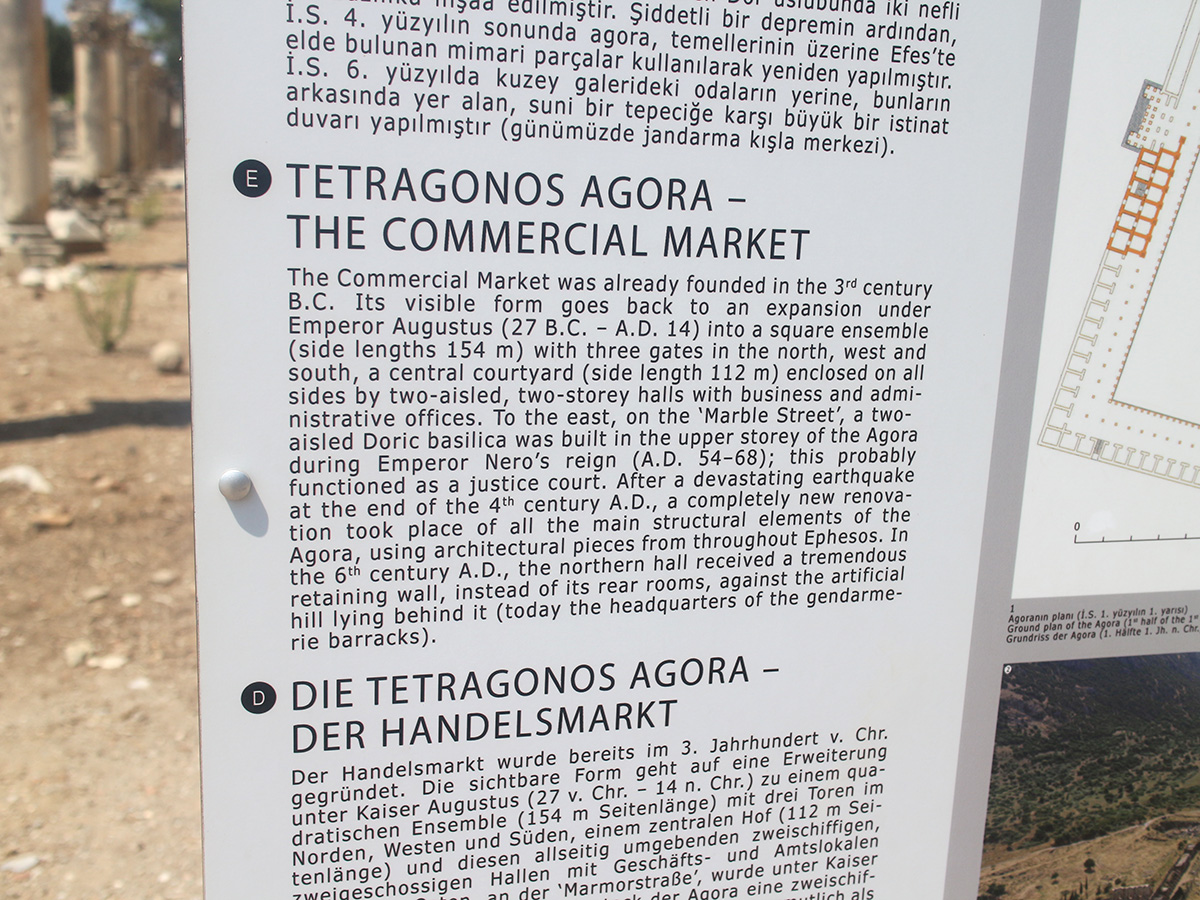 üslubunda iki nefli
inşaa edilmiştir. Şiddetli bir depremin ardından,
İ.S. 4. yüzyılın sonunda agora, temellerinin üzerine Efes'te
elde bulunan mimari parçalar kullanılarak yeniden yapılmıştır.
İ.S. 6. yüzyılda kuzey galerideki odaların yerine, bunların
arkasında yer alan, suni bir tepeciğe karşı büyük bir istinat
duvarı yapılmıştır (günümüzde jandarma kışla merkezi).
E TETRAGONOS AGORA –
THE COMMERCIAL MARKET
The Commercial Market was already founded in the 3rd century
B.C. Its visible form goes back to an expansion under
Emperor Augustus (27 B.C. – A.D. 14) into a square ensemble
(side lengths 154 m) with three gates in the north, west and
south, a central courtyard (side length 112 m) enclosed on all
sides by two-aisled, two-storey halls with business and admi-
nistrative offices. To the east, on the ‘Marble Street’, a two-
aisled Doric basilica was built in the upper storey of the Agora
during Emperor Nero’s reign (A.D. 54–68); this probably
functioned as a justice court. After a devastating earthquake
at the end of the 4th century A.D., a completely new renova-
tion took place of all the main structural elements of the
Agora, using architectural pieces from throughout Ephesos. In
the 6th century A.D., the northern hall received a tremendous
retaining wall, instead of its rear rooms, against the artificial
hill lying behind it (today the headquarters of the gendarme-
rie barracks).
D DIE TETRAGONOS AGORA –
DER HANDELSMARKT
Der Handelsmarkt wurde bereits im 3. Jahrhundert v. Chr.
gegründet. Die sichtbare Form geht auf eine Erweiterung
unter Kaiser Augustus (27 v. Chr. – 14 n. Chr.) zu einem qua-
dratischen Ensemble (154 m Seitenlänge) mit drei Toren im
Norden, Westen und Süden, einem zentralen Hof (112 m Sei-
tenlänge) und diesen allseitig umgebenden zweischiffigen,
zweigeschossigen Hallen mit Geschäfts- und Amtslokalen
an der ‘Marmorstraße’, wurde unter Kaiser
der Agora eine zweischif-
als
0
1
Agoranın planı (İ.S. 1. yüzyılın 1. yarısı)
Ground plan of the Agora (1st half of the 1st
Grundriss der Agora (1. Hälfte 1. Jh. n. Chr.
2